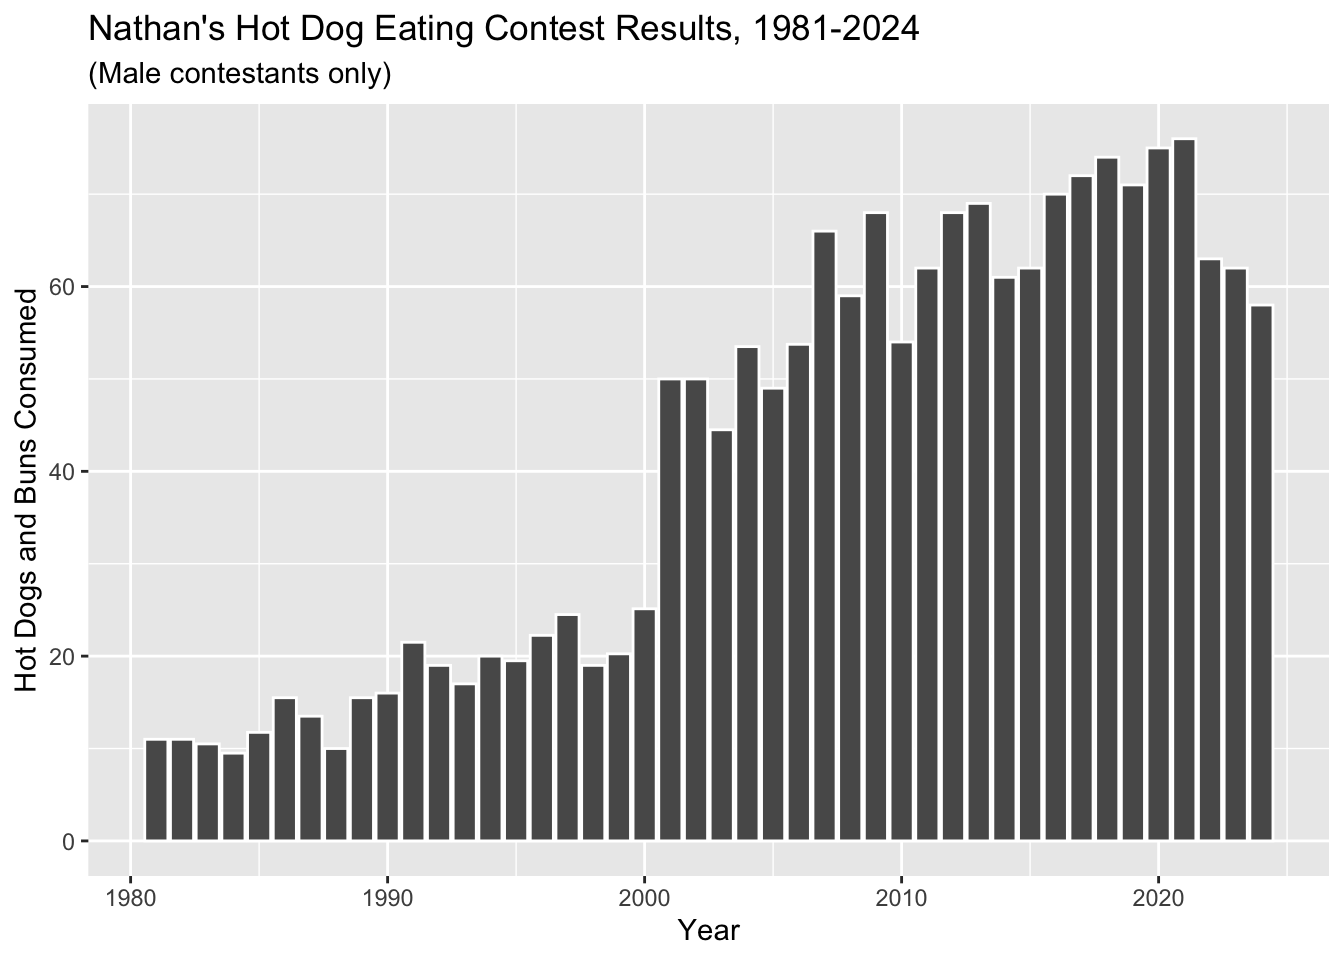 Nathan's Hot Dog Eating Contest Results, 1981-2024
(Male contestants only)
Hot Dogs and Buns Consumed
60
40
20
0
1980 1990 2000 2010 2020
Year